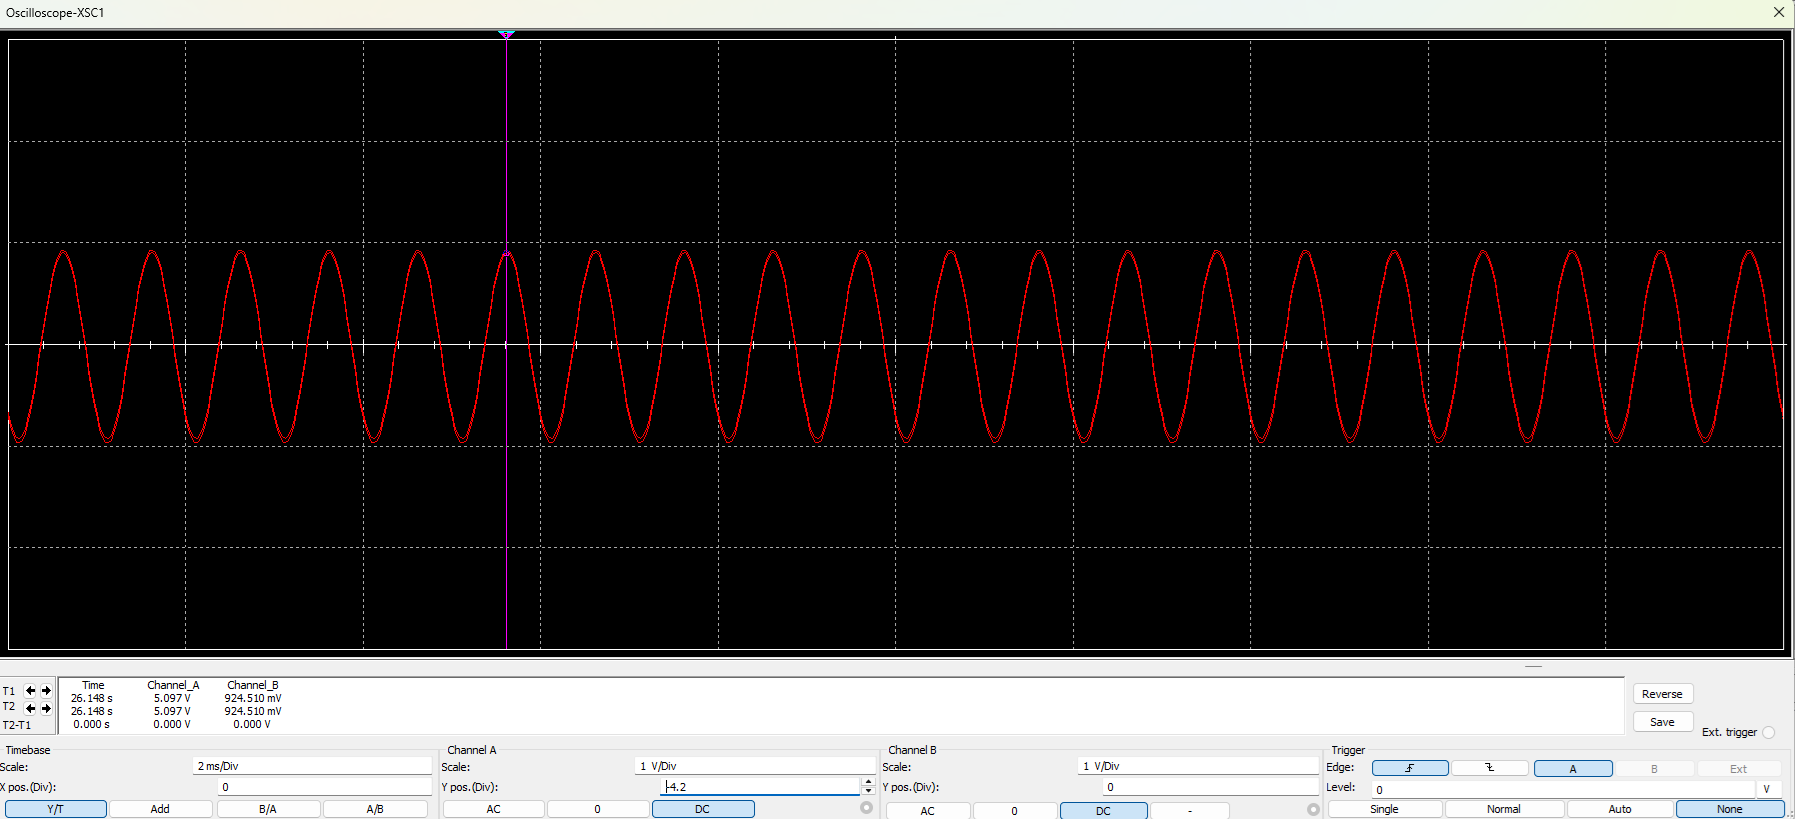 Oscilloscope-XSC1
Time Channel_A Channel_B
T1 26.148 s 5.097 V 924.510 mV
T2 26.148 s 5.097 V 924.510 mV
T2-T1 0.000 s 0.000 V 0.000 V
Reverse
Save
Ext. trigger
Timebase
Scale: 2 ms/Div
X pos.(Div): 0
Y/T Add B/A A/B
Channel A
Scale: 1 V/Div
Y pos.(Div): -4.2
AC 0 DC
Channel B
Scale: 1 V/Div
Y pos.(Div): 0
AC 0 DC -
Trigger
Edge: A B Ext
Level: 0 V
Single Normal Auto None